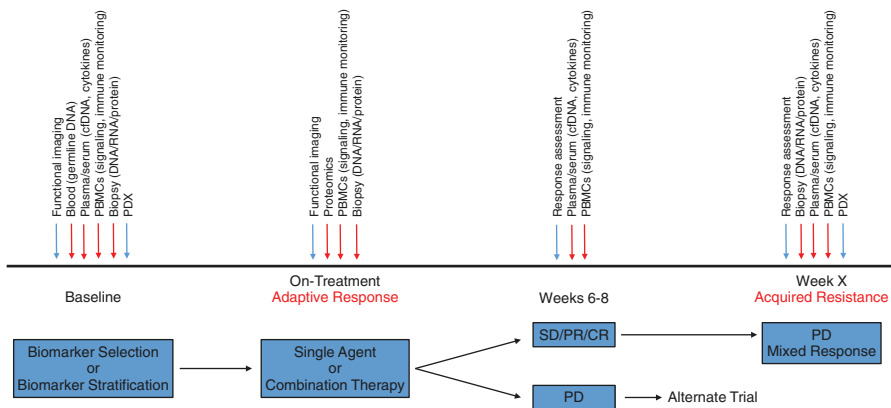 Functional imaging
Blood (germline DNA)
Plasma/serum (cfDNA, cytokines)
PBMCs (signaling, immune monitoring)
Biopsy (DNA/RNA/protein)
PDX
Functional imaging
Proteomics
PBMCs (signaling, immune monitoring)
Biopsy (DNA/RNA/protein)
Response assessment
Plasma/serum (cfDNA, cytokines)
PBMCs (signaling, immune monitoring)
Response assessment
Biopsy (DNA/RNA/protein)
Plasma/serum (cfDNA, cytokines)
PBMCs (signaling, immune monitoring)
PDX
Baseline
On-Treatment
Adaptive Response
Weeks 6-8
Week X
Acquired Resistance
Biomarker Selection
or
Biomarker Stratification
Single Agent
or
Combination Therapy
SD/PR/CR
PD
Mixed Response
PD
Alternate Trial